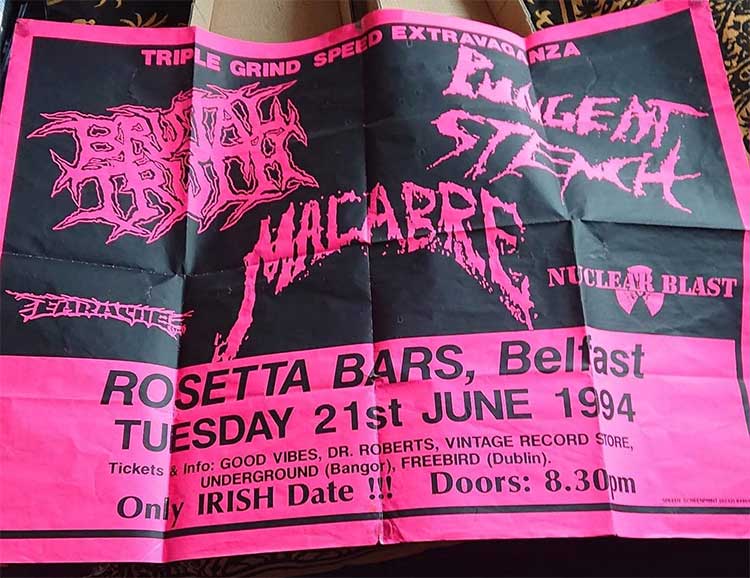 TRIPLE GRIND SPEED EXTRAVAGANZA
BRUTAL TRUTH
PUNGENT STENCH
MACABRE
EARACHE
NUCLEAR BLAST
ROSETTA BARS, Belfast
TUESDAY 21st JUNE 1994
Tickets & Info: GOOD VIBES, DR. ROBERTS, VINTAGE RECORD STORE,
UNDERGROUND (Bangor), FREEBIRD (Dublin).
Only IRISH Date !!! Doors: 8.30pm